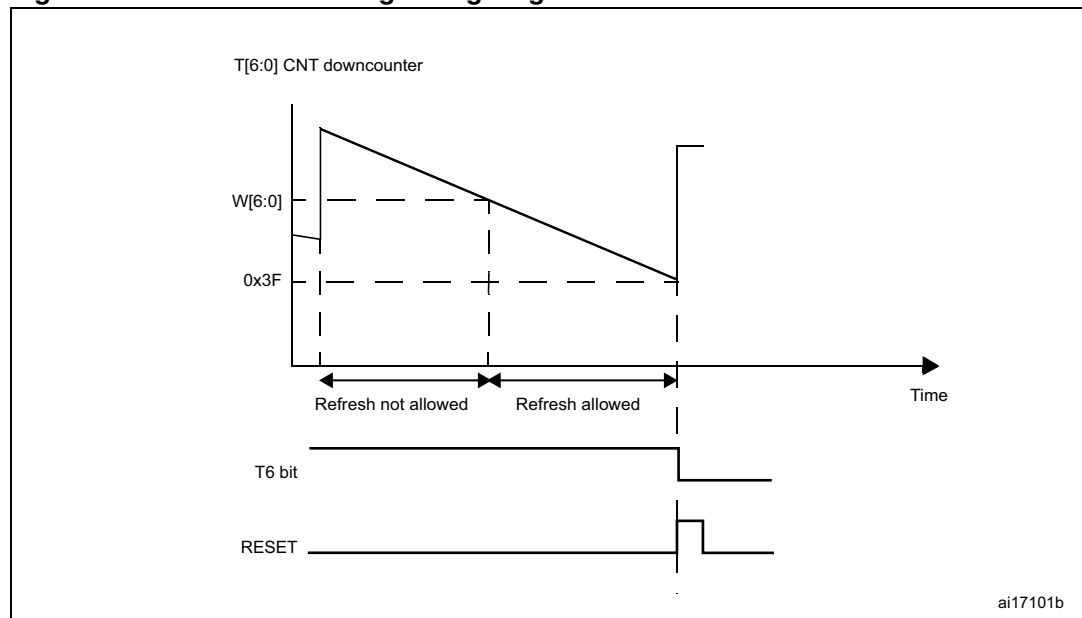 T[6:0] CNT downcounter
W[6:0]
0x3F
Refresh not allowed
Refresh allowed
Time
T6 bit
RESET
ai17101b